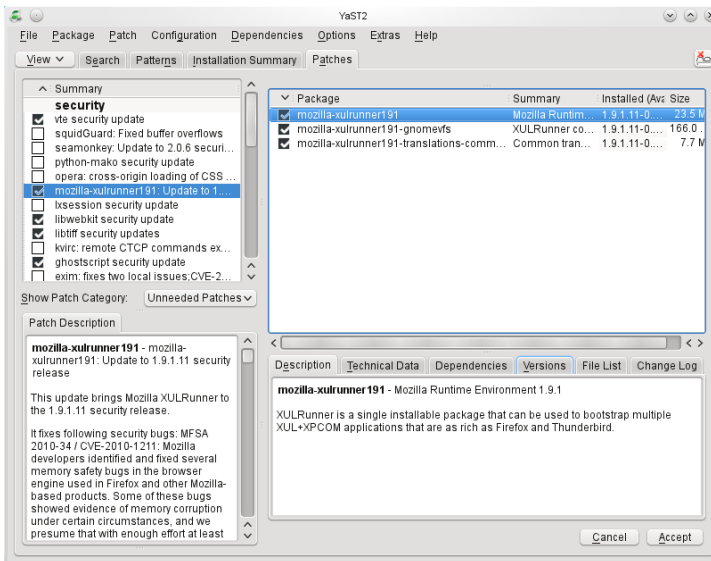 YaST2
File Package Patch Configuration Dependencies Options Extras Help
View Search Patterns Installation Summary Patches
Summary
security
vte security update
squidGuard: Fixed buffer overflows
seamonkey: Update to 2.0.6 securi...
python-mako security update
opera: cross-origin loading of CSS ...
mozilla-xulrunner191: Update to 1....
lxsession security update
libwebkit security update
libtiff security updates
kvirc: remote CTCP commands ex...
ghostscript security update
exim: fixes two local issues;CVE-2...
Show Patch Category: Unneeded Patches
Patch Description
mozilla-xulrunner191 - mozilla-
xulrunner191: Update to 1.9.1.11 security
release
This update brings Mozilla XULRunner to
the 1.9.1.11 security release.
It fixes following security bugs: MFSA
2010-34 / CVE-2010-1211: Mozilla
developers identified and fixed several
memory safety bugs in the browser
engine used in Firefox and other Mozilla-
based products. Some of these bugs
showed evidence of memory corruption
under certain circumstances, and we
presume that with enough effort at least
Package Summary Installed (Ava Size
mozilla-xulrunner191 Mozilla Runtim... 1.9.1.11-0.... 23.5 M
mozilla-xulrunner191-gnomevfs XULRunner co... 1.9.1.11-0.... 166.0 .
mozilla-xulrunner191-translations-comm... Common tran... 1.9.1.11-0.... 7.7 M
Description Technical Data Dependencies Versions File List Change Log
mozilla-xulrunner191 - Mozilla Runtime Environment 1.9.1
XULRunner is a single installable package that can be used to bootstrap multiple
XUL+XPCOM applications that are as rich as Firefox and Thunderbird.
Cancel Accept